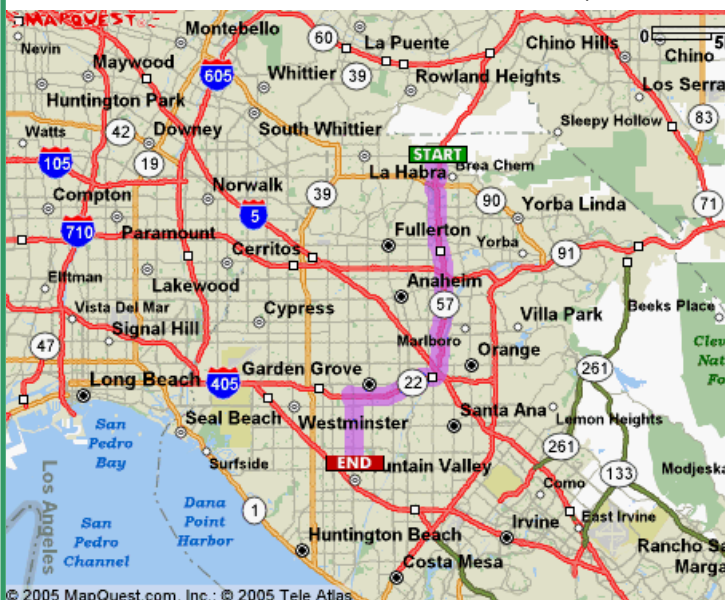 MAPQUEST
Montebello
60
La Puente
Chino Hills
0
5
Nevin
Chino
Maywood
605
Whittier
39
Rowland Heights
Los Serra
Huntington Park
83
Watts
42
Downey
South Whittier
Sleepy Hollow
105
19
START
La Habra
Brea Chem
Norwalk
39
90
Yorba Linda
71
Compton
5
710
Paramount
Fullerton
Yorba
91
Cerritos
Elftman
Lakewood
Anaheim
Vista Del Mar
Cypress
57
Villa Park
Beeks Place
Signal Hill
Marlboro
47
Orange
Clev
Nat
Fo
Garden Grove
261
Long Beach
405
22
Seal Beach
Westminster
Santa Ana
Lemon Heights
San
Pedro
Bay
261
Surfside
END
untain Valley
133
Modjeska
Los Angeles
Dana
Point
Harbor
1
Como
San
Pedro
Channel
Irvine
East Irvine
Huntington Beach
Rancho Sa
Marga
Costa Mesa
© 2005 MapQuest.com, Inc.; © 2005 Tele Atlas